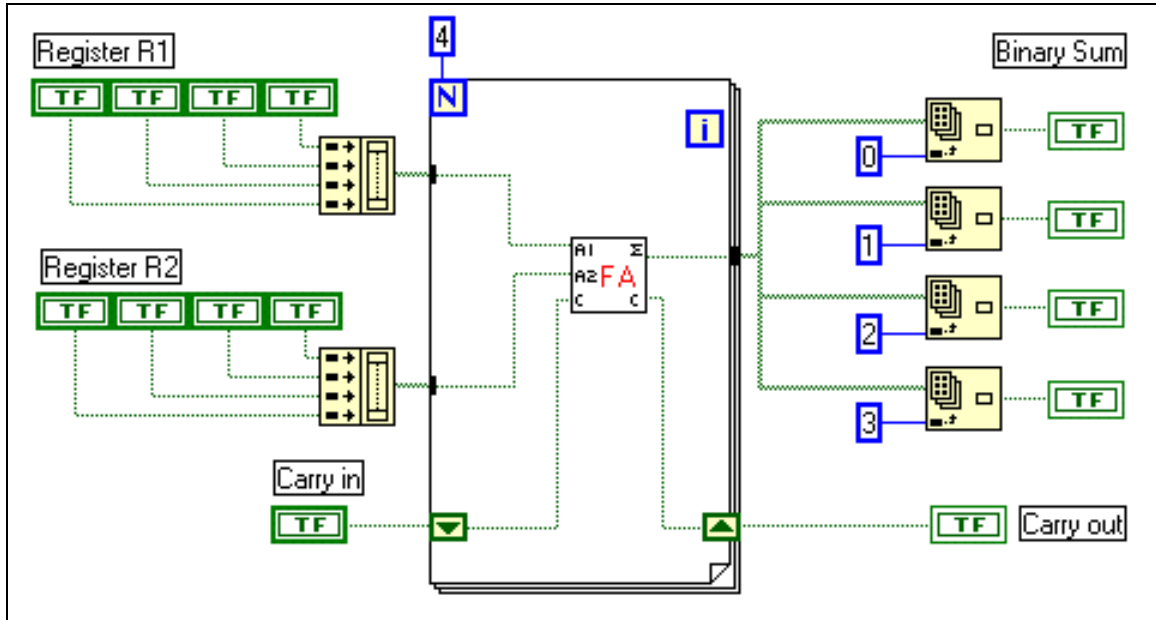 4
Register R1
Binary Sum
TF TF TF TF
N
i
TF
0
TF
1
A1 Σ
Register R2
A2 FA
C C
TF TF TF TF
TF
2
TF
3
Carry in
TF
TF
Carry out